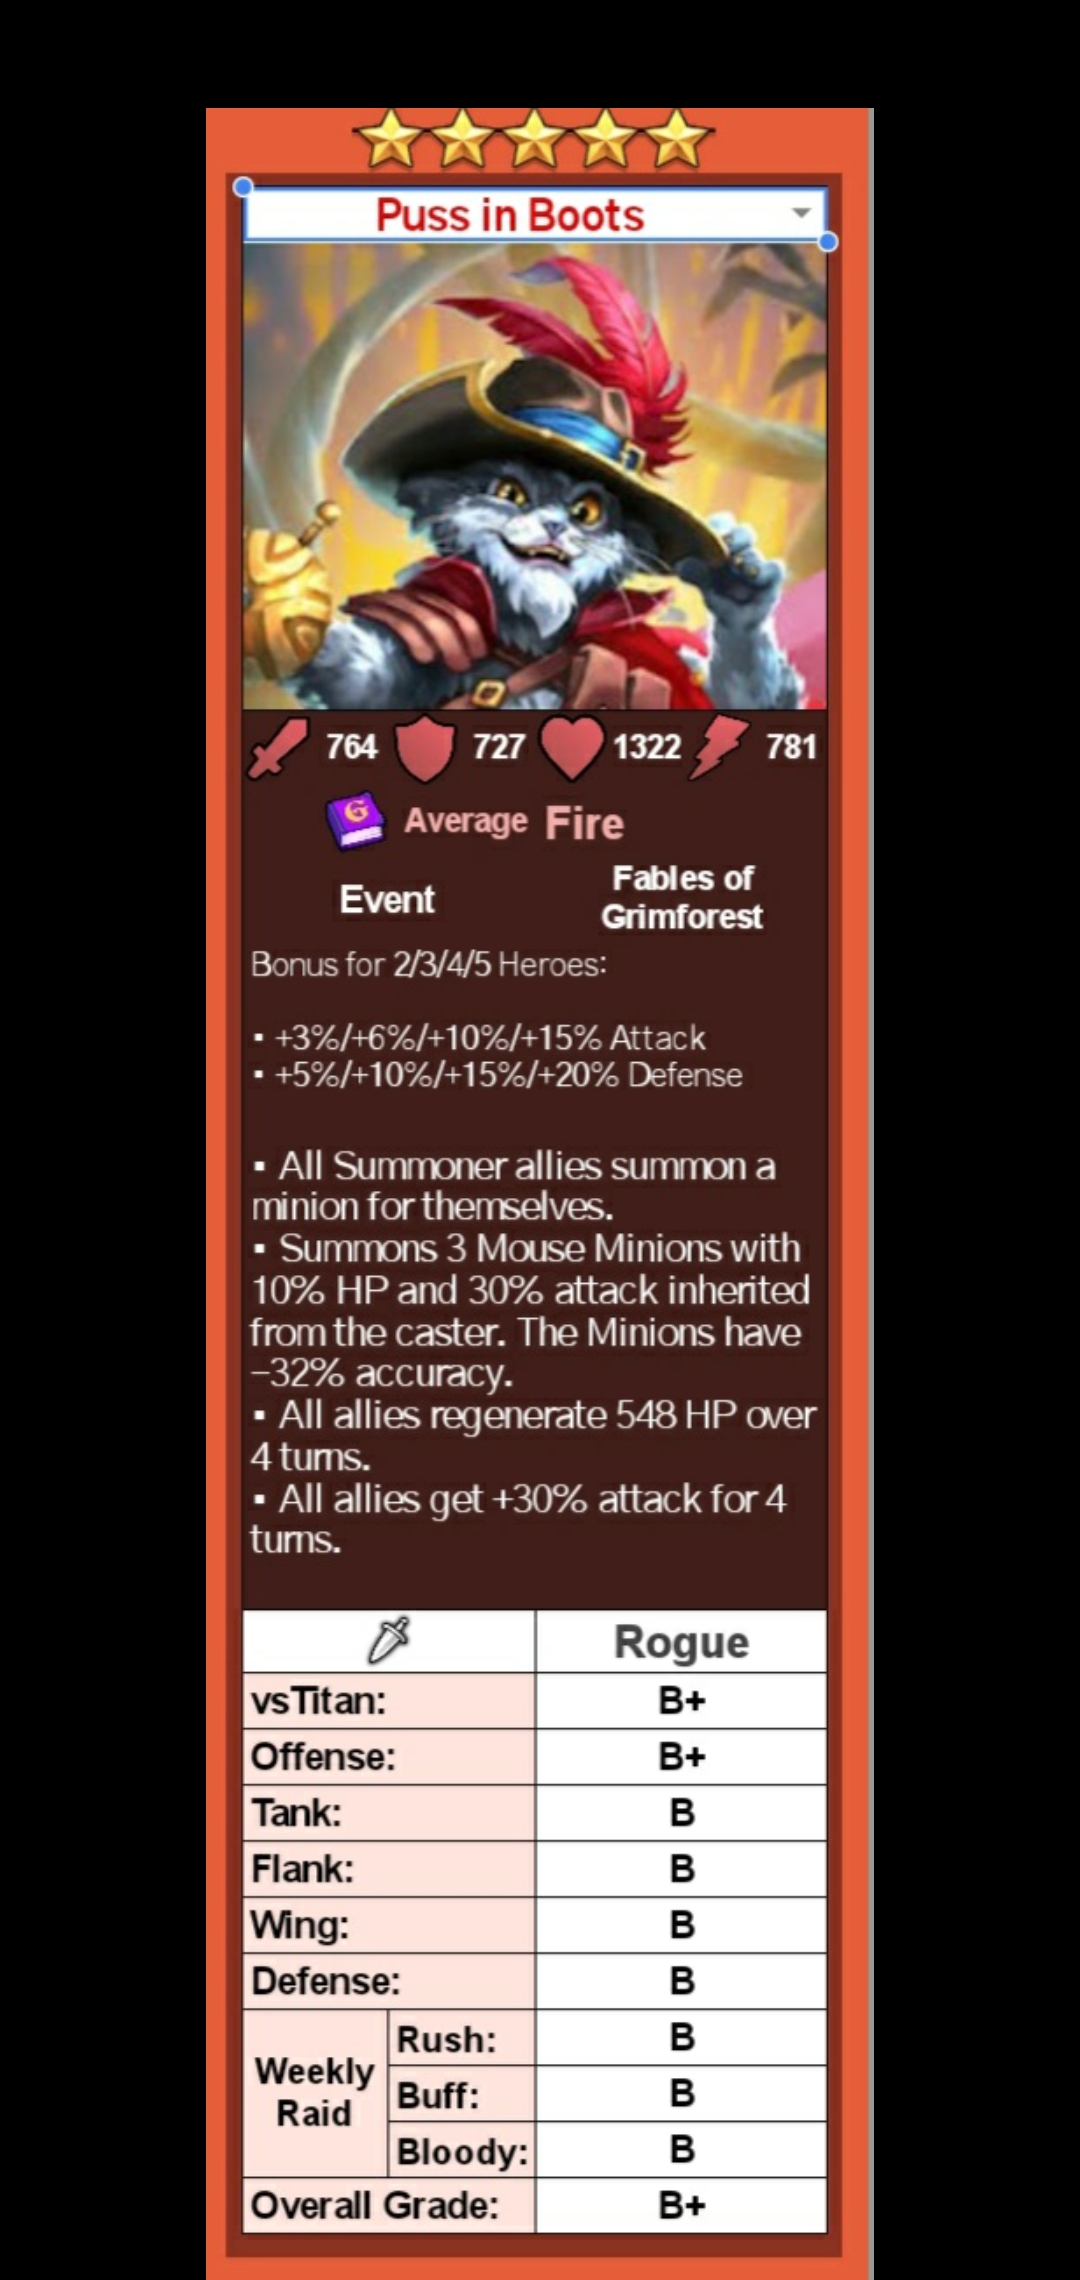 Puss in Boots
764 727 1322 781
G
Average Fire
Event
Fables of
Grimforest
Bonus for 2/3/4/5 Heroes:
▪ +3%/+6%/+10%/+15% Attack
▪ +5%/+10%/+15%/+20% Defense
▪ All Summoner allies summon a
minion for themselves.
▪ Summons 3 Mouse Minions with
10% HP and 30% attack inherited
from the caster. The Minions have
−32% accuracy.
▪ All allies regenerate 548 HP over
4 turns.
▪ All allies get +30% attack for 4
turns.
Rogue
vsTitan: B+
Offense: B+
Tank: B
Flank: B
Wing: B
Defense: B
Weekly
Raid
Rush: B
Buff: B
Bloody: B
Overall Grade: B+